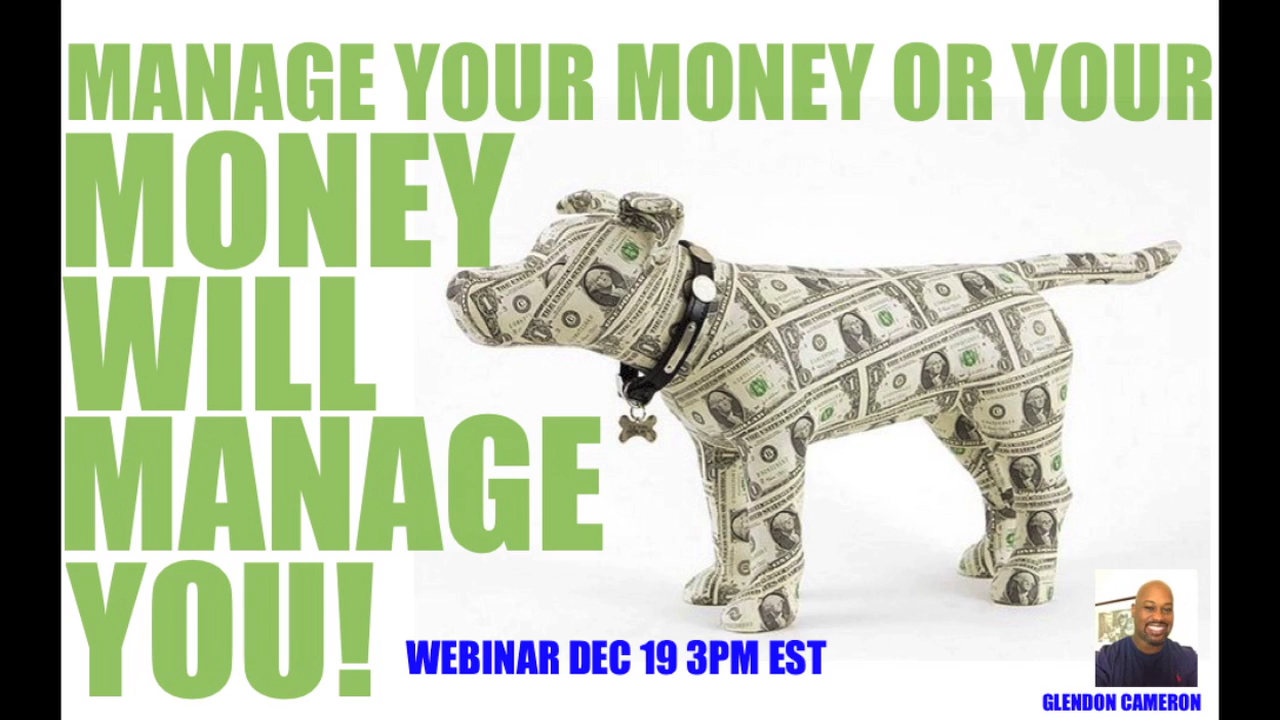 MANAGE YOUR MONEY OR YOUR
MONEY
WILL
MANAGE
YOU!
WEBINAR DEC 19 3PM EST
GLENDON CAMERON